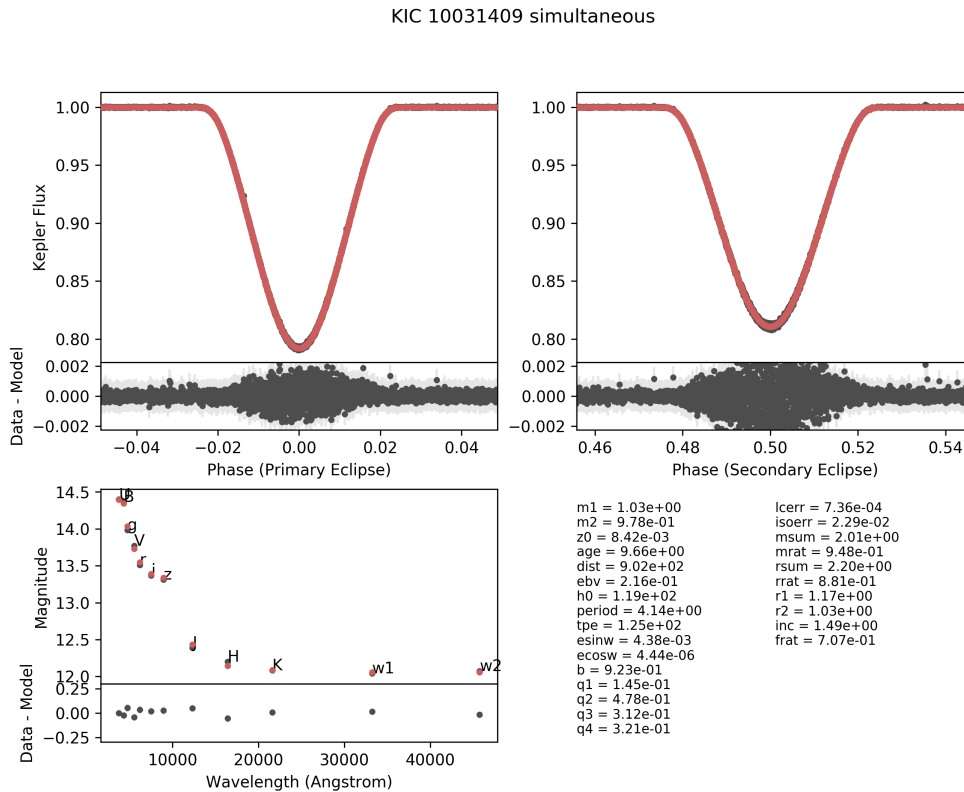 KIC 10031409 simultaneous
1.00
0.95
0.90
0.85
0.80
Kepler Flux
1.00
0.95
0.90
0.85
0.80
0.002
0.000
−0.002
Data - Model
0.002
0.000
−0.002
−0.04
−0.02
0.00
0.02
0.04
Phase (Primary Eclipse)
0.46
0.48
0.50
0.52
0.54
Phase (Secondary Eclipse)
14.5
14.0
13.5
13.0
12.5
12.0
Magnitude
U
B
g
V
r
i
z
J
H
K
w1
w2
0.25
0.00
−0.25
Data - Model
10000
20000
30000
40000
Wavelength (Angstrom)
m1 = 1.03e+00
m2 = 9.78e-01
z0 = 8.42e-03
age = 9.66e+00
dist = 9.02e+02
ebv = 2.16e-01
h0 = 1.19e+02
period = 4.14e+00
tpe = 1.25e+02
esinw = 4.38e-03
ecosw = 4.44e-06
b = 9.23e-01
q1 = 1.45e-01
q2 = 4.78e-01
q3 = 3.12e-01
q4 = 3.21e-01
lcerr = 7.36e-04
isoerr = 2.29e-02
msum = 2.01e+00
mrat = 9.48e-01
rsum = 2.20e+00
rrat = 8.81e-01
r1 = 1.17e+00
r2 = 1.03e+00
inc = 1.49e+00
frat = 7.07e-01